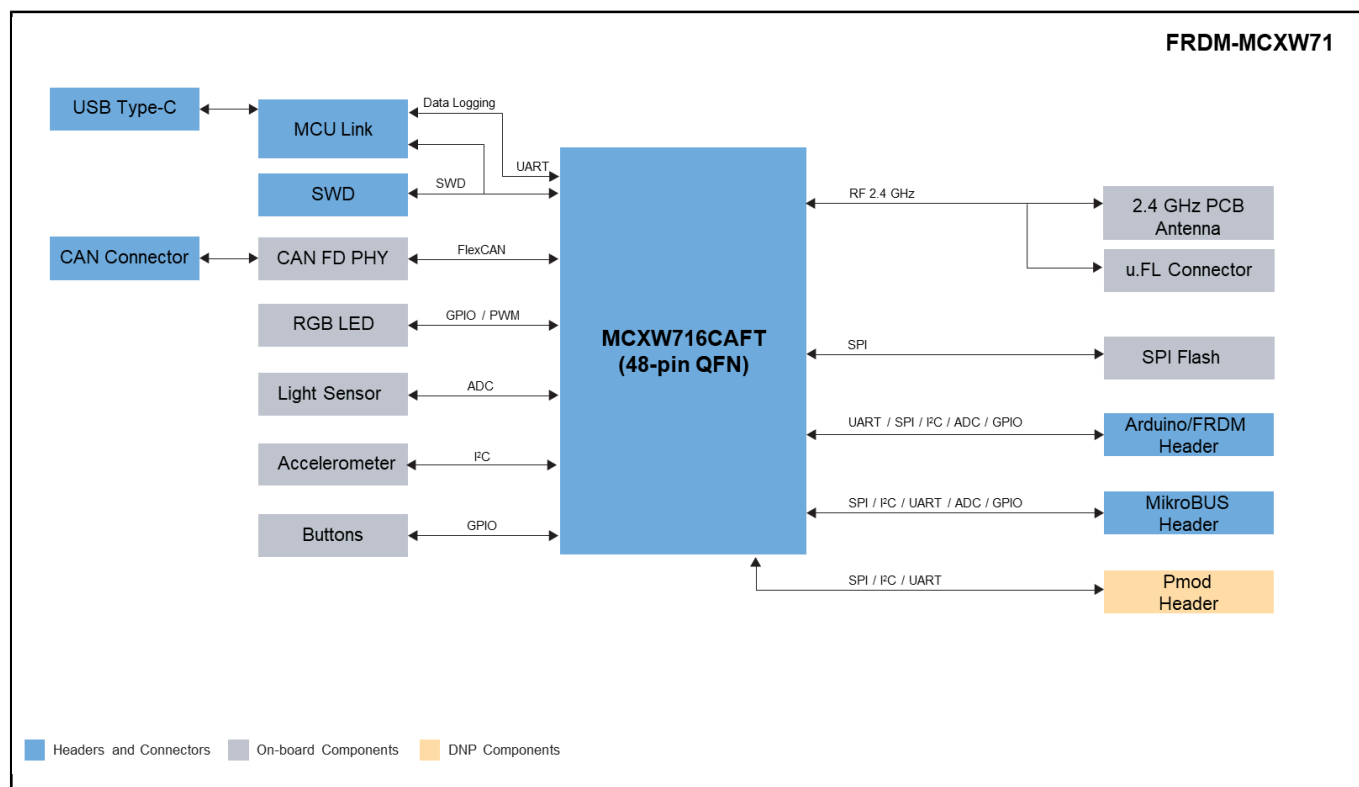 FRDM-MCXW71
USB Type-C
MCU Link
Data Logging
UART
SWD
SWD
CAN Connector
CAN FD PHY
FlexCAN
RGB LED
GPIO / PWM
Light Sensor
ADC
Accelerometer
I²C
Buttons
GPIO
MCXW716CAFT
(48-pin QFN)
RF 2.4 GHz
2.4 GHz PCB
Antenna
u.FL Connector
SPI
SPI Flash
UART / SPI / I²C / ADC / GPIO
Arduino/FRDM
Header
SPI / I²C / UART / ADC / GPIO
MikroBUS
Header
SPI / I²C / UART
Pmod
Header
Headers and Connectors
On-board Components
DNP Components